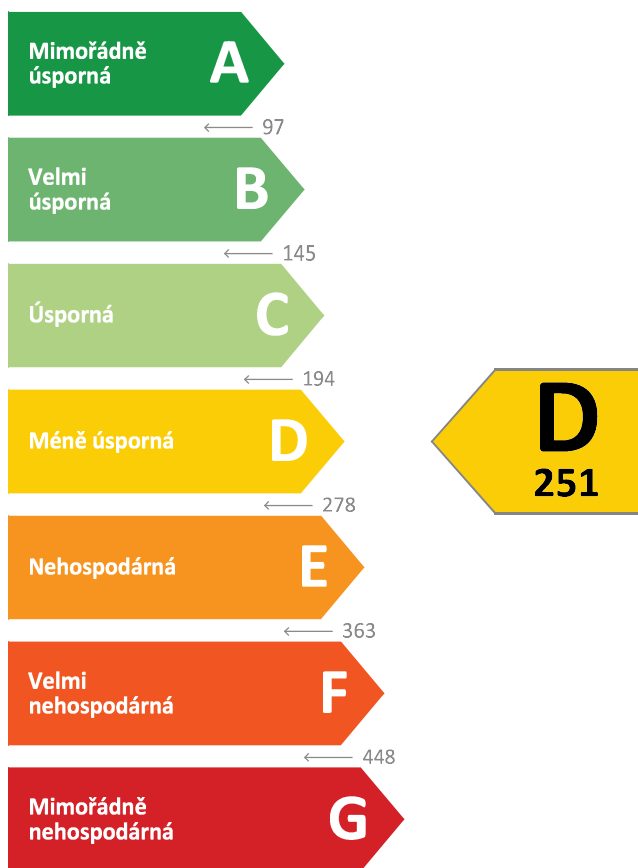 Mimořádně
úsporná
A
97
Velmi
úsporná
B
145
Úsporná
C
194
Méně úsporná
D
278
D
251
Nehospodárná
E
363
Velmi
nehospodárná
F
448
Mimořádně
nehospodárná
G